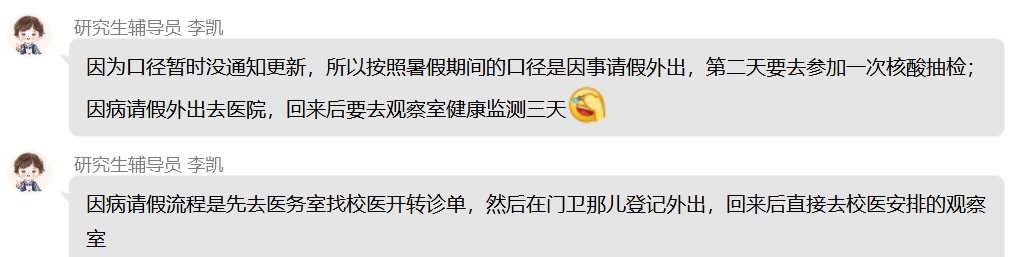 研究生辅导员 李凯
因为口径暂时没通知更新，所以按照暑假期间的口径是因事请假外出，第二天要去参加一次核酸抽检；
因病请假外出去医院，回来后要去观察室健康监测三天
研究生辅导员 李凯
因病请假流程是先去医务室找校医开转诊单，然后在门卫那儿登记外出，回来后直接去校医安排的观察
室